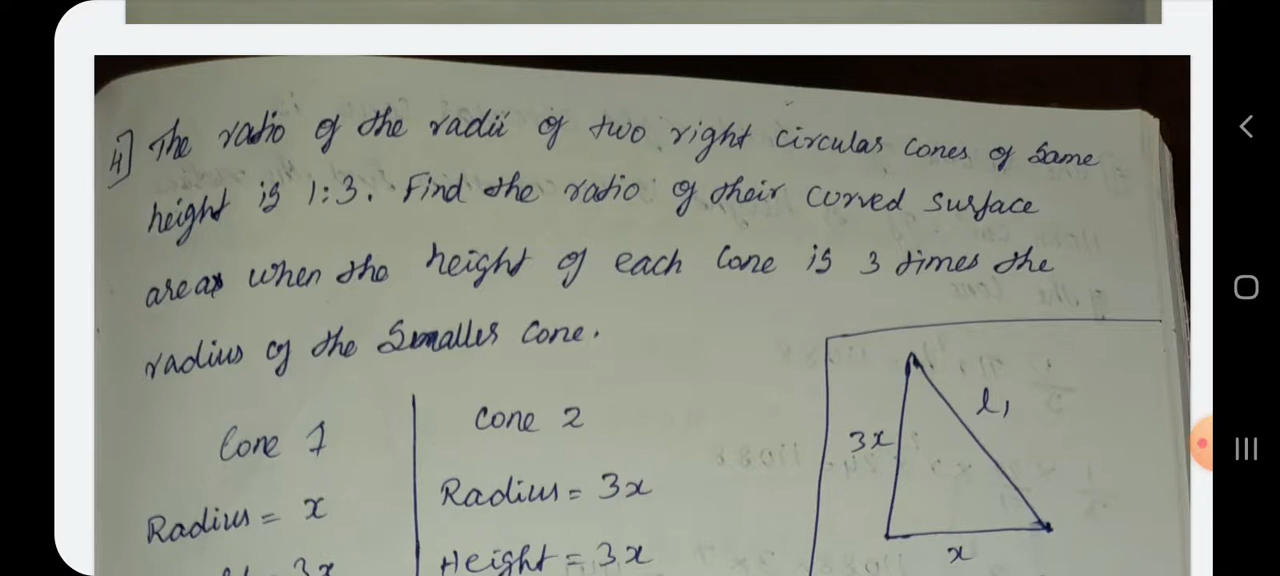 4] The ratio of the radii of two right circular cones of same
height is 1:3. Find the ratio of their curved surface
areas when the height of each cone is 3 times the
radius of the smaller cone.
Cone 1
Cone 2
Radius = x
Radius = 3x
3x
Height = 3x
3x
l₁
x